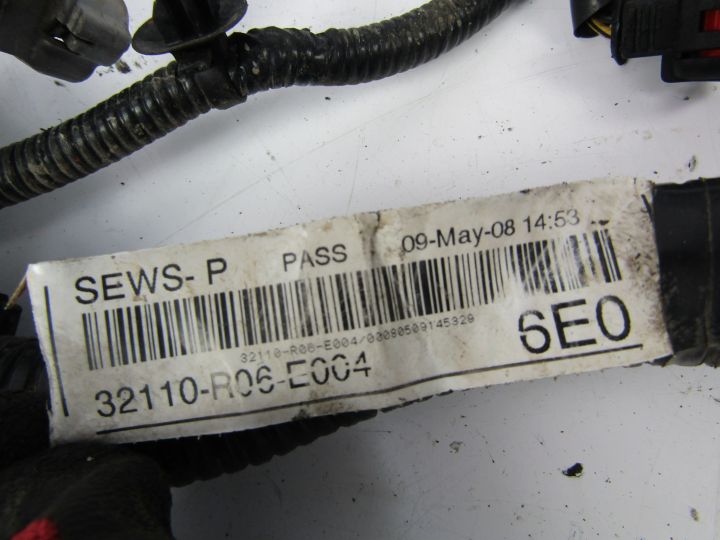 SEWS- P PASS 09-May-08 14:53
32110-R06-E004/00080509145329
6E0
32110-R06-E004